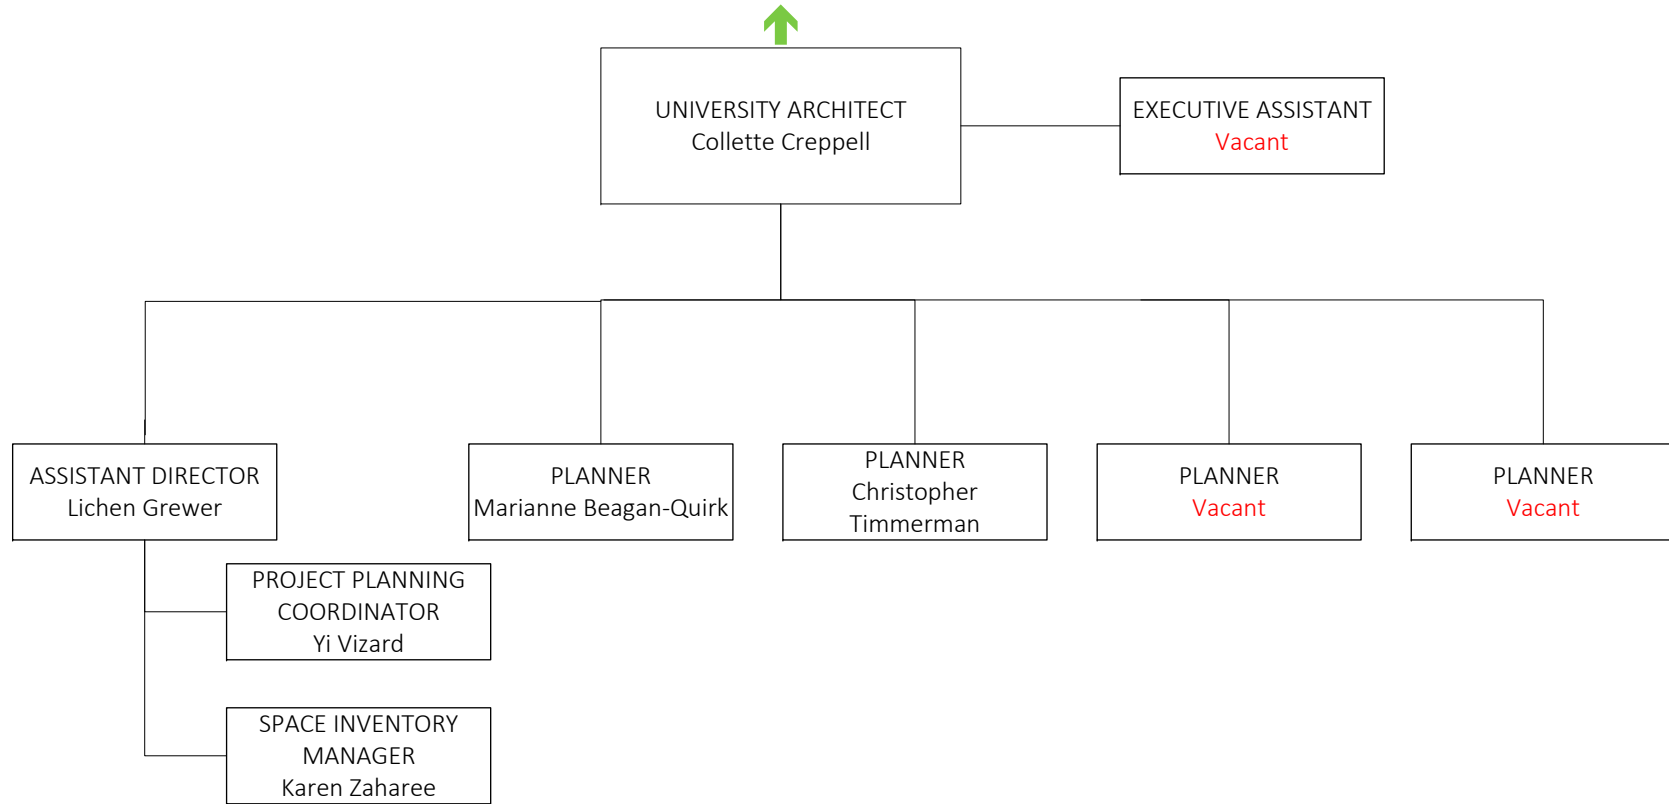 UNIVERSITY ARCHITECT
Collette Creppell
EXECUTIVE ASSISTANT
Vacant
ASSISTANT DIRECTOR
Lichen Grewer
PLANNER
Marianne Beagan-Quirk
PLANNER
Christopher
Timmerman
PLANNER
Vacant
PLANNER
Vacant
PROJECT PLANNING
COORDINATOR
Yi Vizard
SPACE INVENTORY
MANAGER
Karen Zaharee